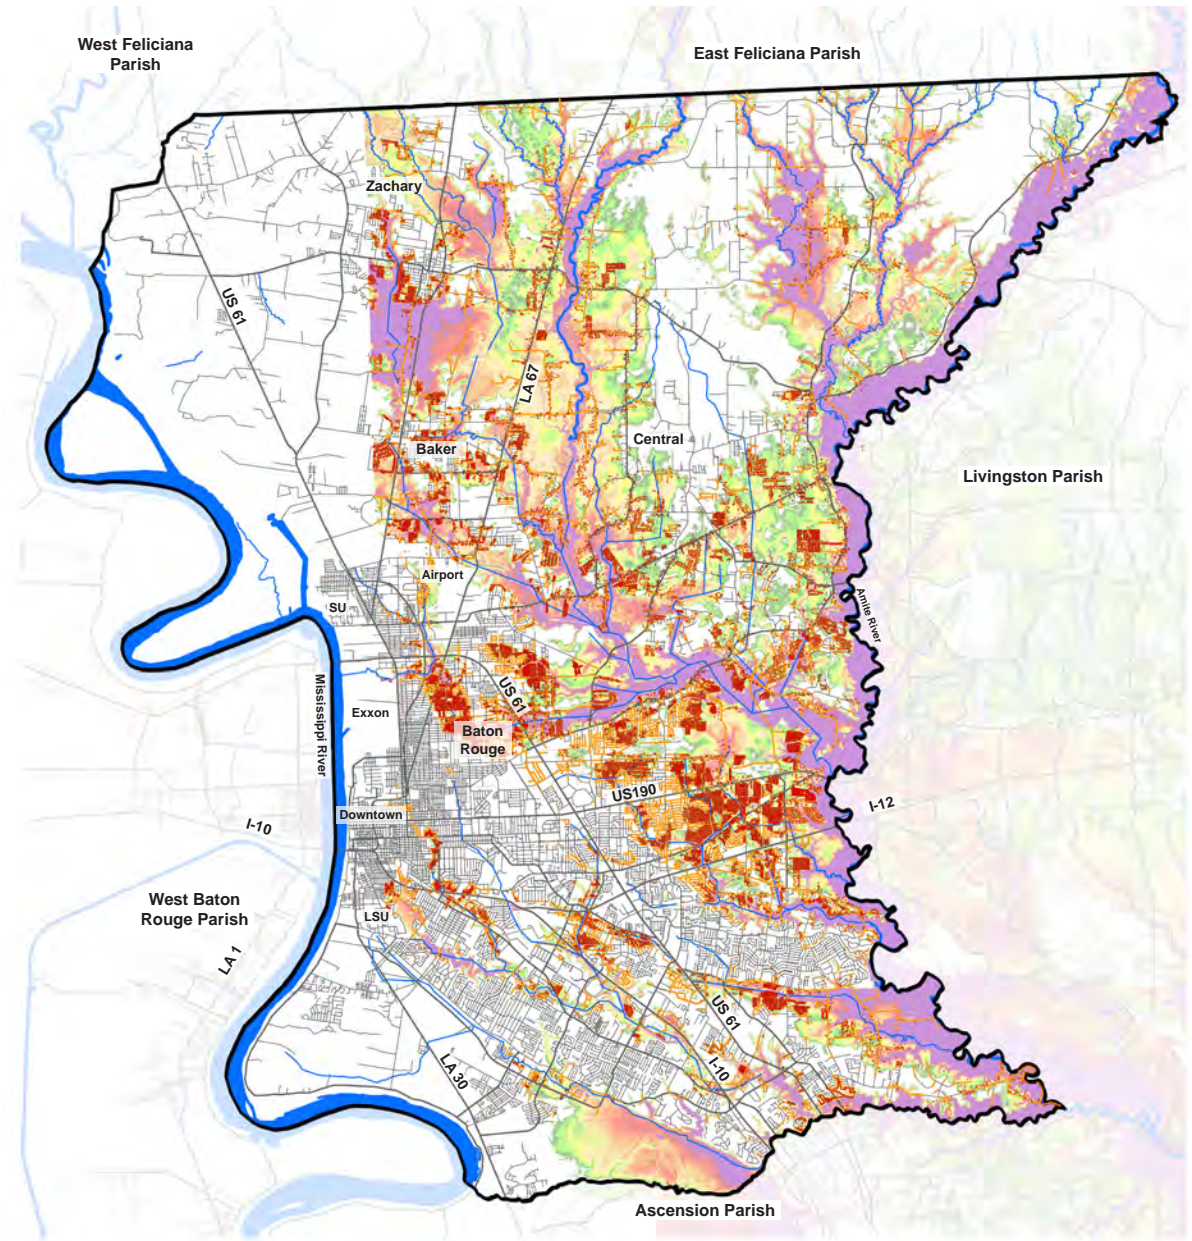 West Feliciana
Parish
East Feliciana Parish
Zachary
US 61
LA 67
Baker
Central
Livingston Parish
Airport
SU
Amite River
Mississippi River
US 61
Exxon
Baton
Rouge
US190
I-12
Downtown
I-10
West Baton
Rouge Parish
LSU
LA 1
US 61
I-10
LA 30
Ascension Parish